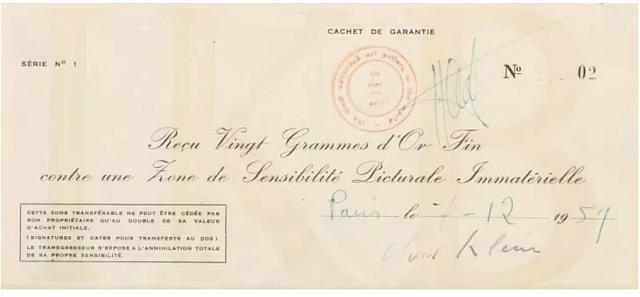 CACHET DE GARANTIE
SÉRIE Nº 1
Nº 02
Reçu Vingt Grammes d'Or Fin
contre une Zone de Sensibilité Picturale Immatérielle
Paris le 7-12 1959
Yves Klein
CETTE ZONE TRANSFÉRABLE NE PEUT ÊTRE CÉDÉE PAR
SON PROPRIÉTAIRE QU'AU DOUBLE DE SA VALEUR
D'ACHAT INITIALE.
(SIGNATURES ET DATES POUR TRANSFERTS AU DOS).
LE TRANSGRESSEUR S'EXPOSE A L'ANNIHILATION TOTALE
DE SA PROPRE SENSIBILITÉ.